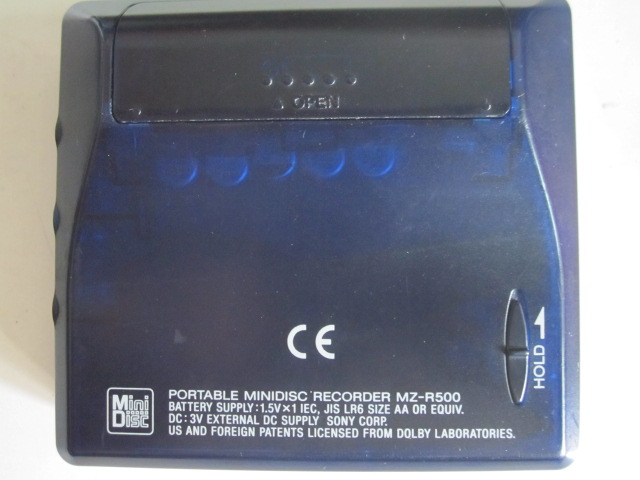 OPEN
CE
HOLD
Mini
Disc
PORTABLE MINIDISC RECORDER MZ-R500
BATTERY SUPPLY:1.5V×1 IEC, JIS LR6 SIZE AA OR EQUIV.
DC: 3V EXTERNAL DC SUPPLY SONY CORP.
US AND FOREIGN PATENTS LICENSED FROM DOLBY LABORATORIES.